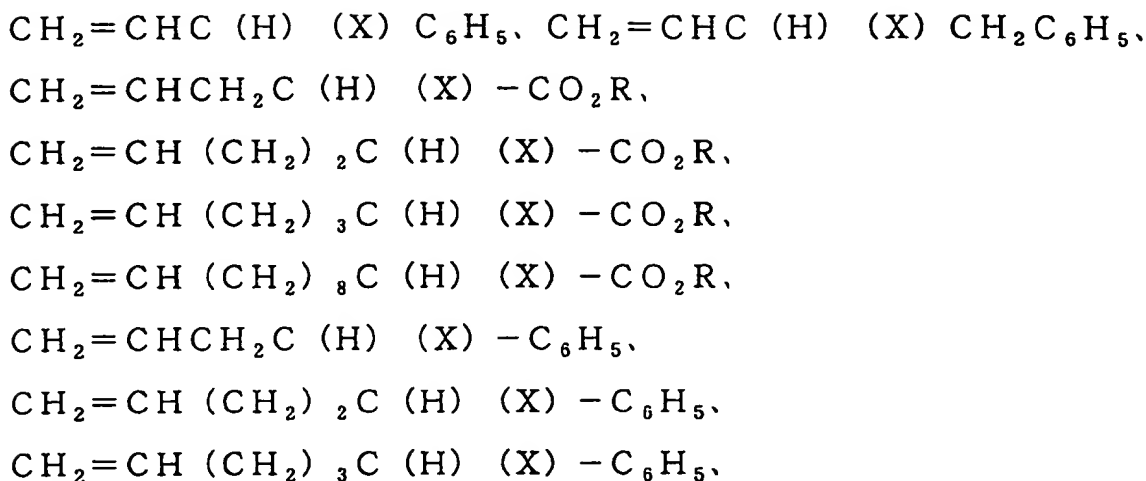 CH₂=CHC (H) (X) C₆H₅、CH₂=CHC (H) (X) CH₂C₆H₅、
CH₂=CHCH₂C (H) (X) −CO₂R、
CH₂=CH (CH₂) ₂C (H) (X) −CO₂R、
CH₂=CH (CH₂) ₃C (H) (X) −CO₂R、
CH₂=CH (CH₂) ₈C (H) (X) −CO₂R、
CH₂=CHCH₂C (H) (X) −C₆H₅、
CH₂=CH (CH₂) ₂C (H) (X) −C₆H₅、
CH₂=CH (CH₂) ₃C (H) (X) −C₆H₅、